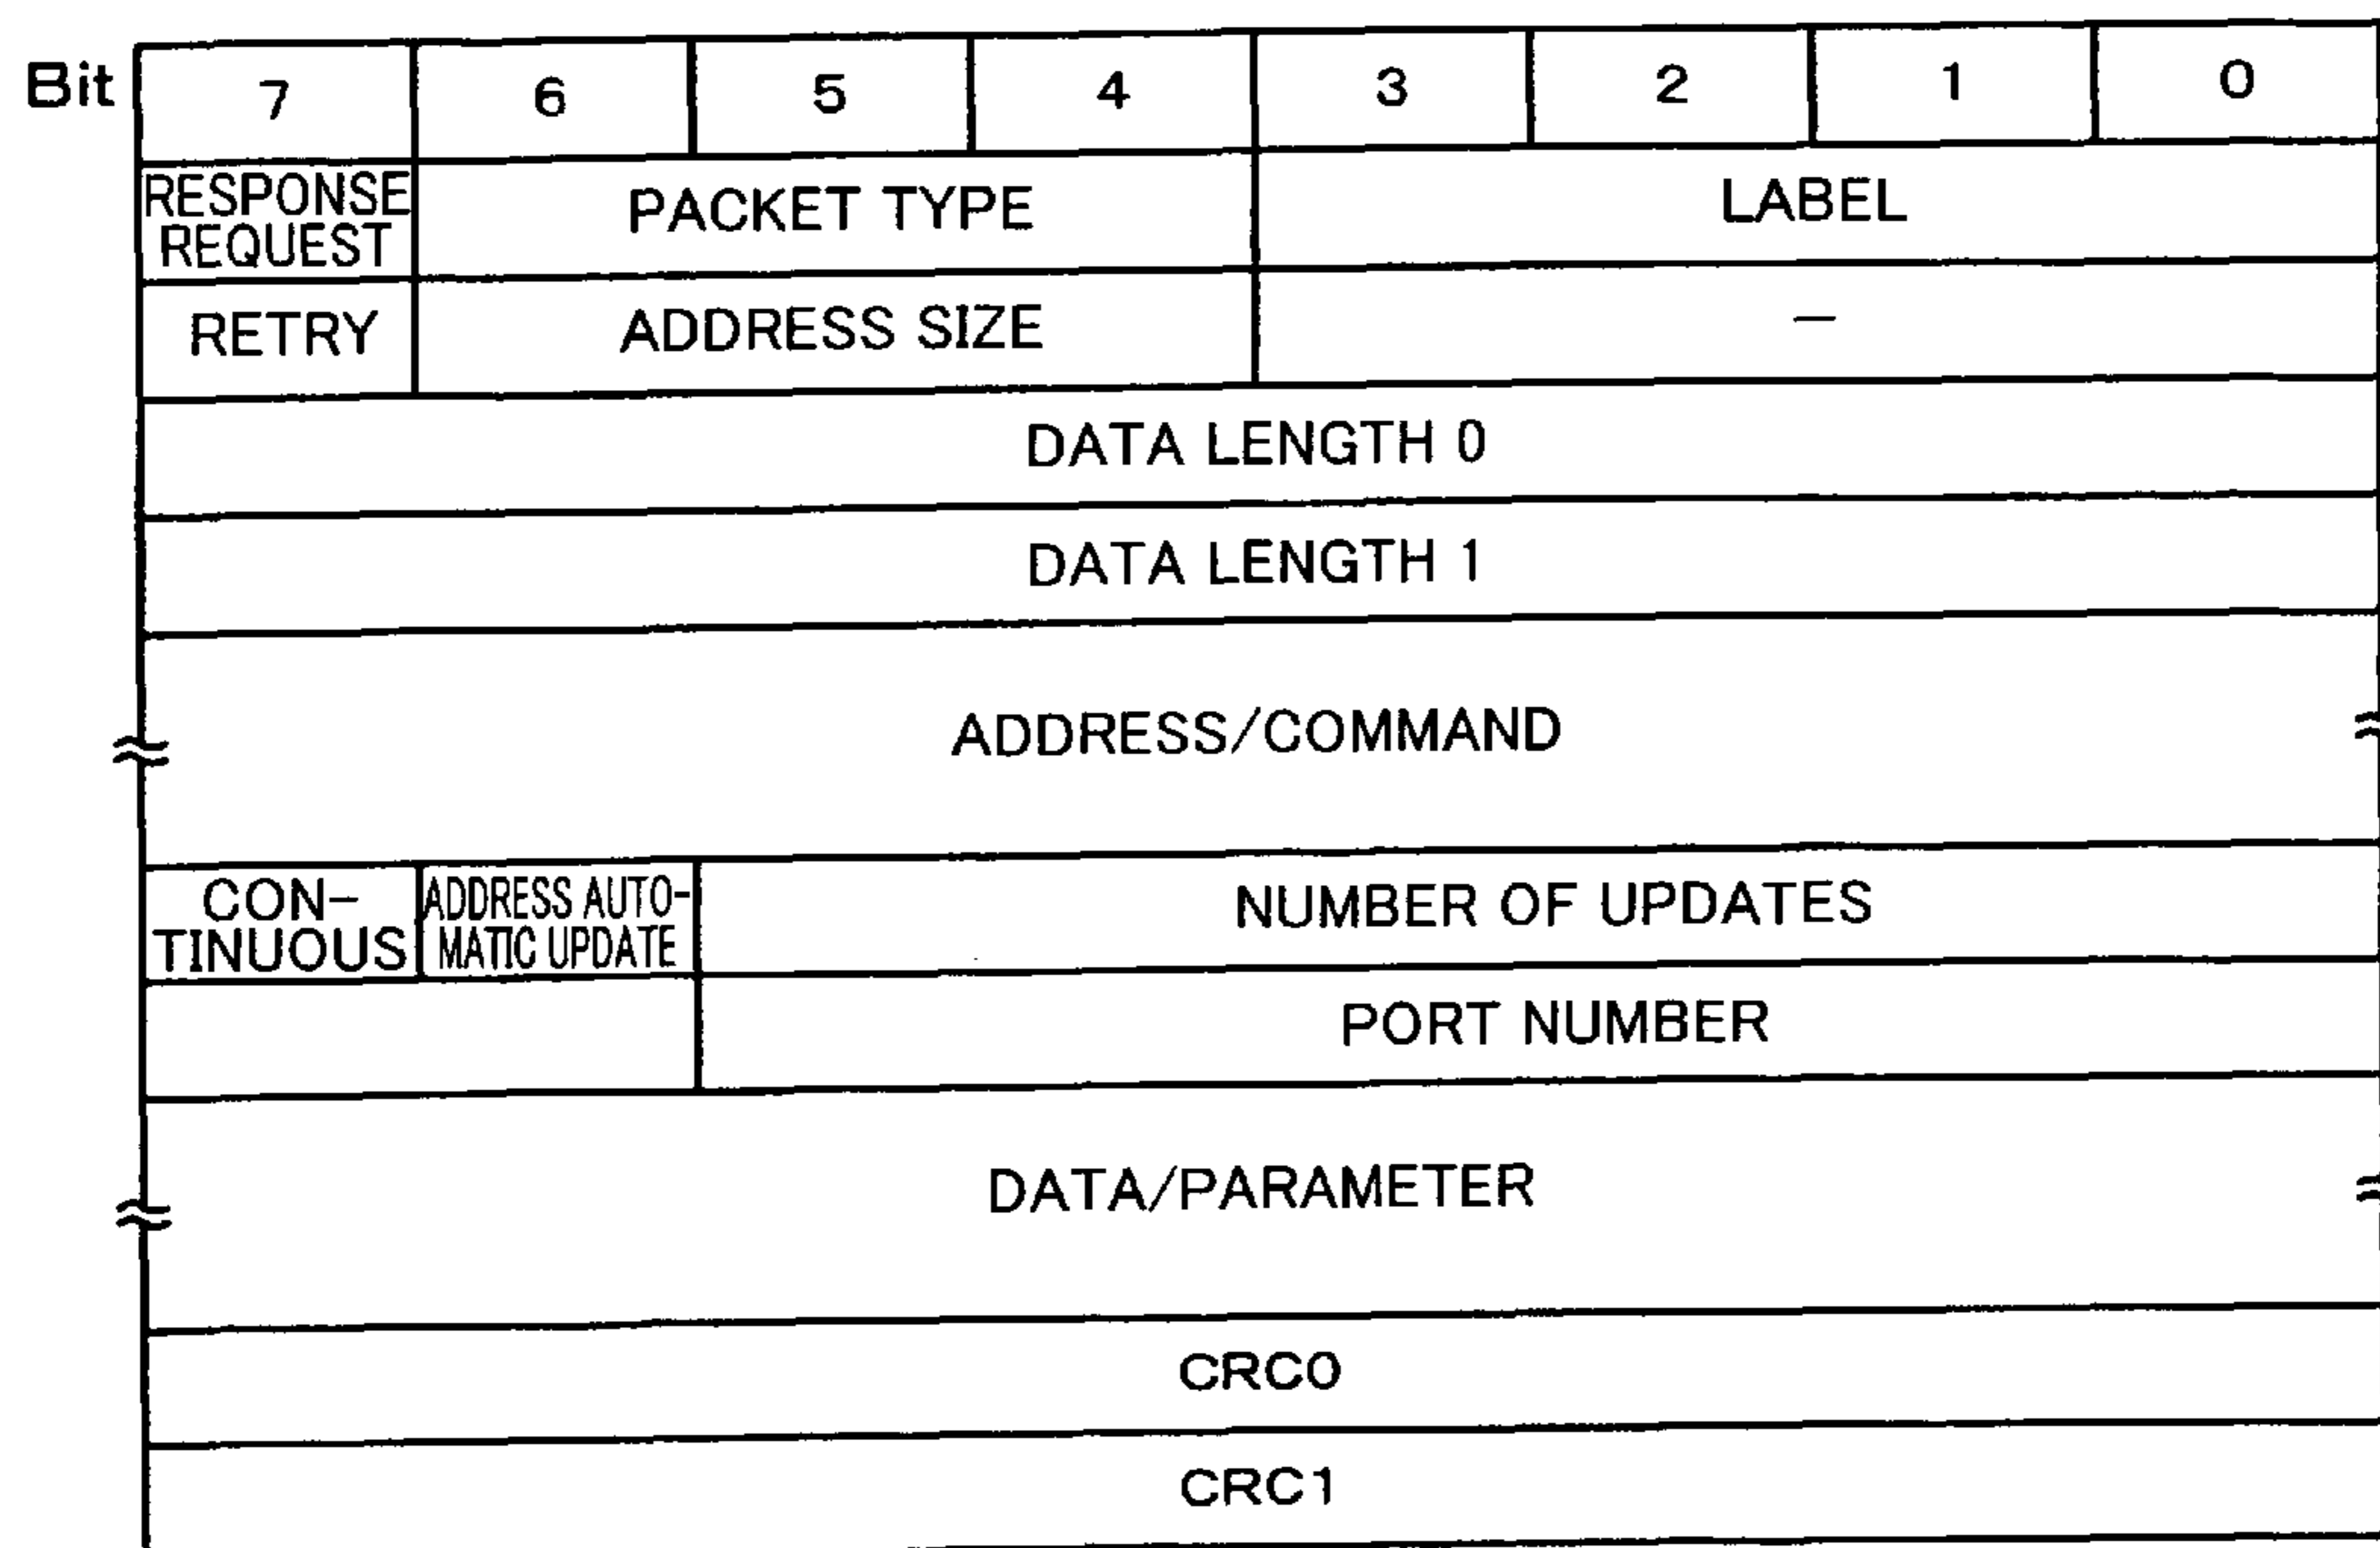 Bit 7 6 5 4 3 2 1 0
RESPONSE
REQUEST
PACKET TYPE
LABEL
RETRY
ADDRESS SIZE
—
DATA LENGTH 0
DATA LENGTH 1
ADDRESS/COMMAND
CON-
TINUOUS
ADDRESS AUTO-
MATIC UPDATE
NUMBER OF UPDATES
PORT NUMBER
DATA/PARAMETER
CRC0
CRC1